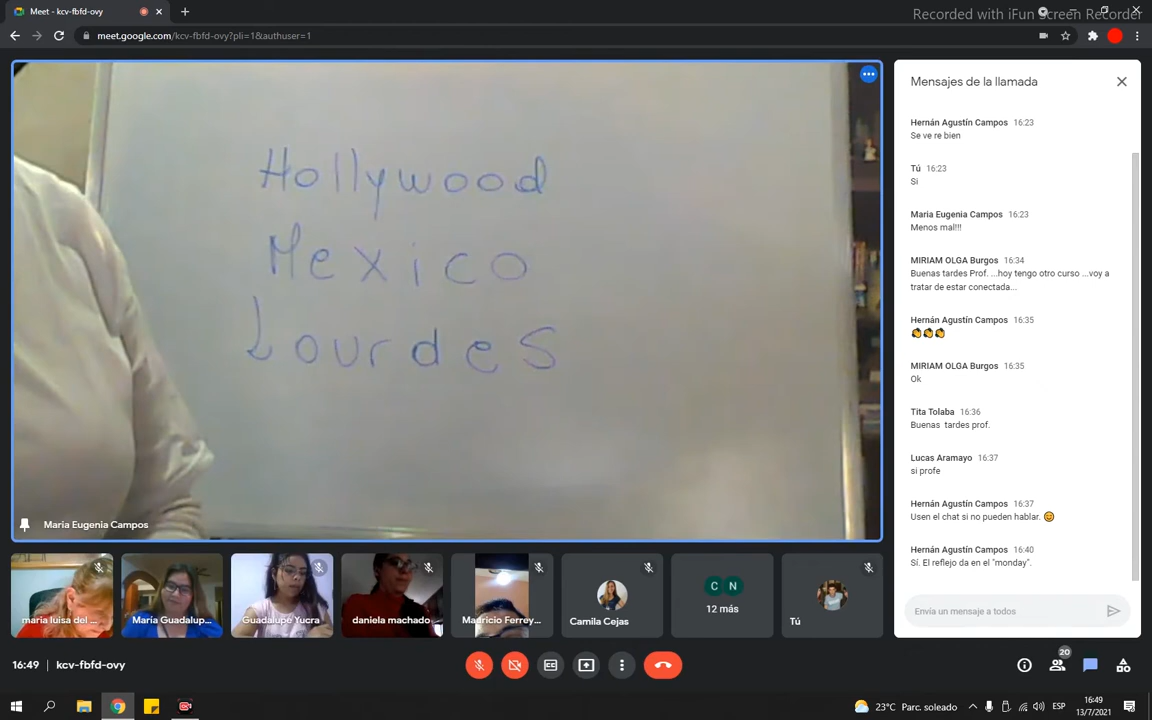 Meet - kcv-fbfd-ovy
Recorded with iFun Screen Recorder
meet.google.com/kcv-fbfd-ovy?pli=1&authuser=1
Hollywood
Mexico
Lourdes
Maria Eugenia Campos
Mensajes de la llamada
Hernán Agustín Campos 16:23
Se ve re bien
Tú 16:23
Si
Maria Eugenia Campos 16:23
Menos mal!!!
MIRIAM OLGA Burgos 16:34
Buenas tardes Prof. ...hoy tengo otro curso ...voy a
tratar de estar conectada...
Hernán Agustín Campos 16:35
👏👏👏
MIRIAM OLGA Burgos 16:35
Ok
Tita Tolaba 16:36
Buenas tardes prof.
Lucas Aramayo 16:37
si profe
Hernán Agustín Campos 16:37
Usen el chat si no pueden hablar. 😊
Hernán Agustín Campos 16:40
Sí. El reflejo da en el "monday".
Envía un mensaje a todos
maria luisa del ...
María Guadalup...
Guadalupe Yucra
daniela machado
Mauricio Ferrey...
Camila Cejas
C N
12 más
Tú
16:49 kcv-fbfd-ovy
20
23°C Parc. soleado
ESP
16:49
13/7/2021